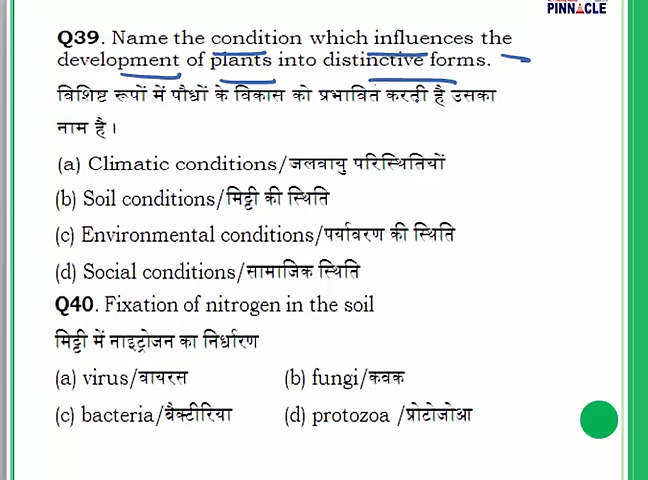 PINNACLE
Q39. Name the condition which influences the
development of plants into distinctive forms.
विशिष्ट रूपों में पौधों के विकास को प्रभावित करती है उसका
नाम है।
(a) Climatic conditions/जलवायु परिस्थितियों
(b) Soil conditions/मिट्टी की स्थिति
(c) Environmental conditions/पर्यावरण की स्थिति
(d) Social conditions/सामाजिक स्थिति
Q40. Fixation of nitrogen in the soil
मिट्टी में नाइट्रोजन का निर्धारण
(a) virus/वायरस (b) fungi/कवक
(c) bacteria/बैक्टीरिया (d) protozoa /प्रोटोजोआ